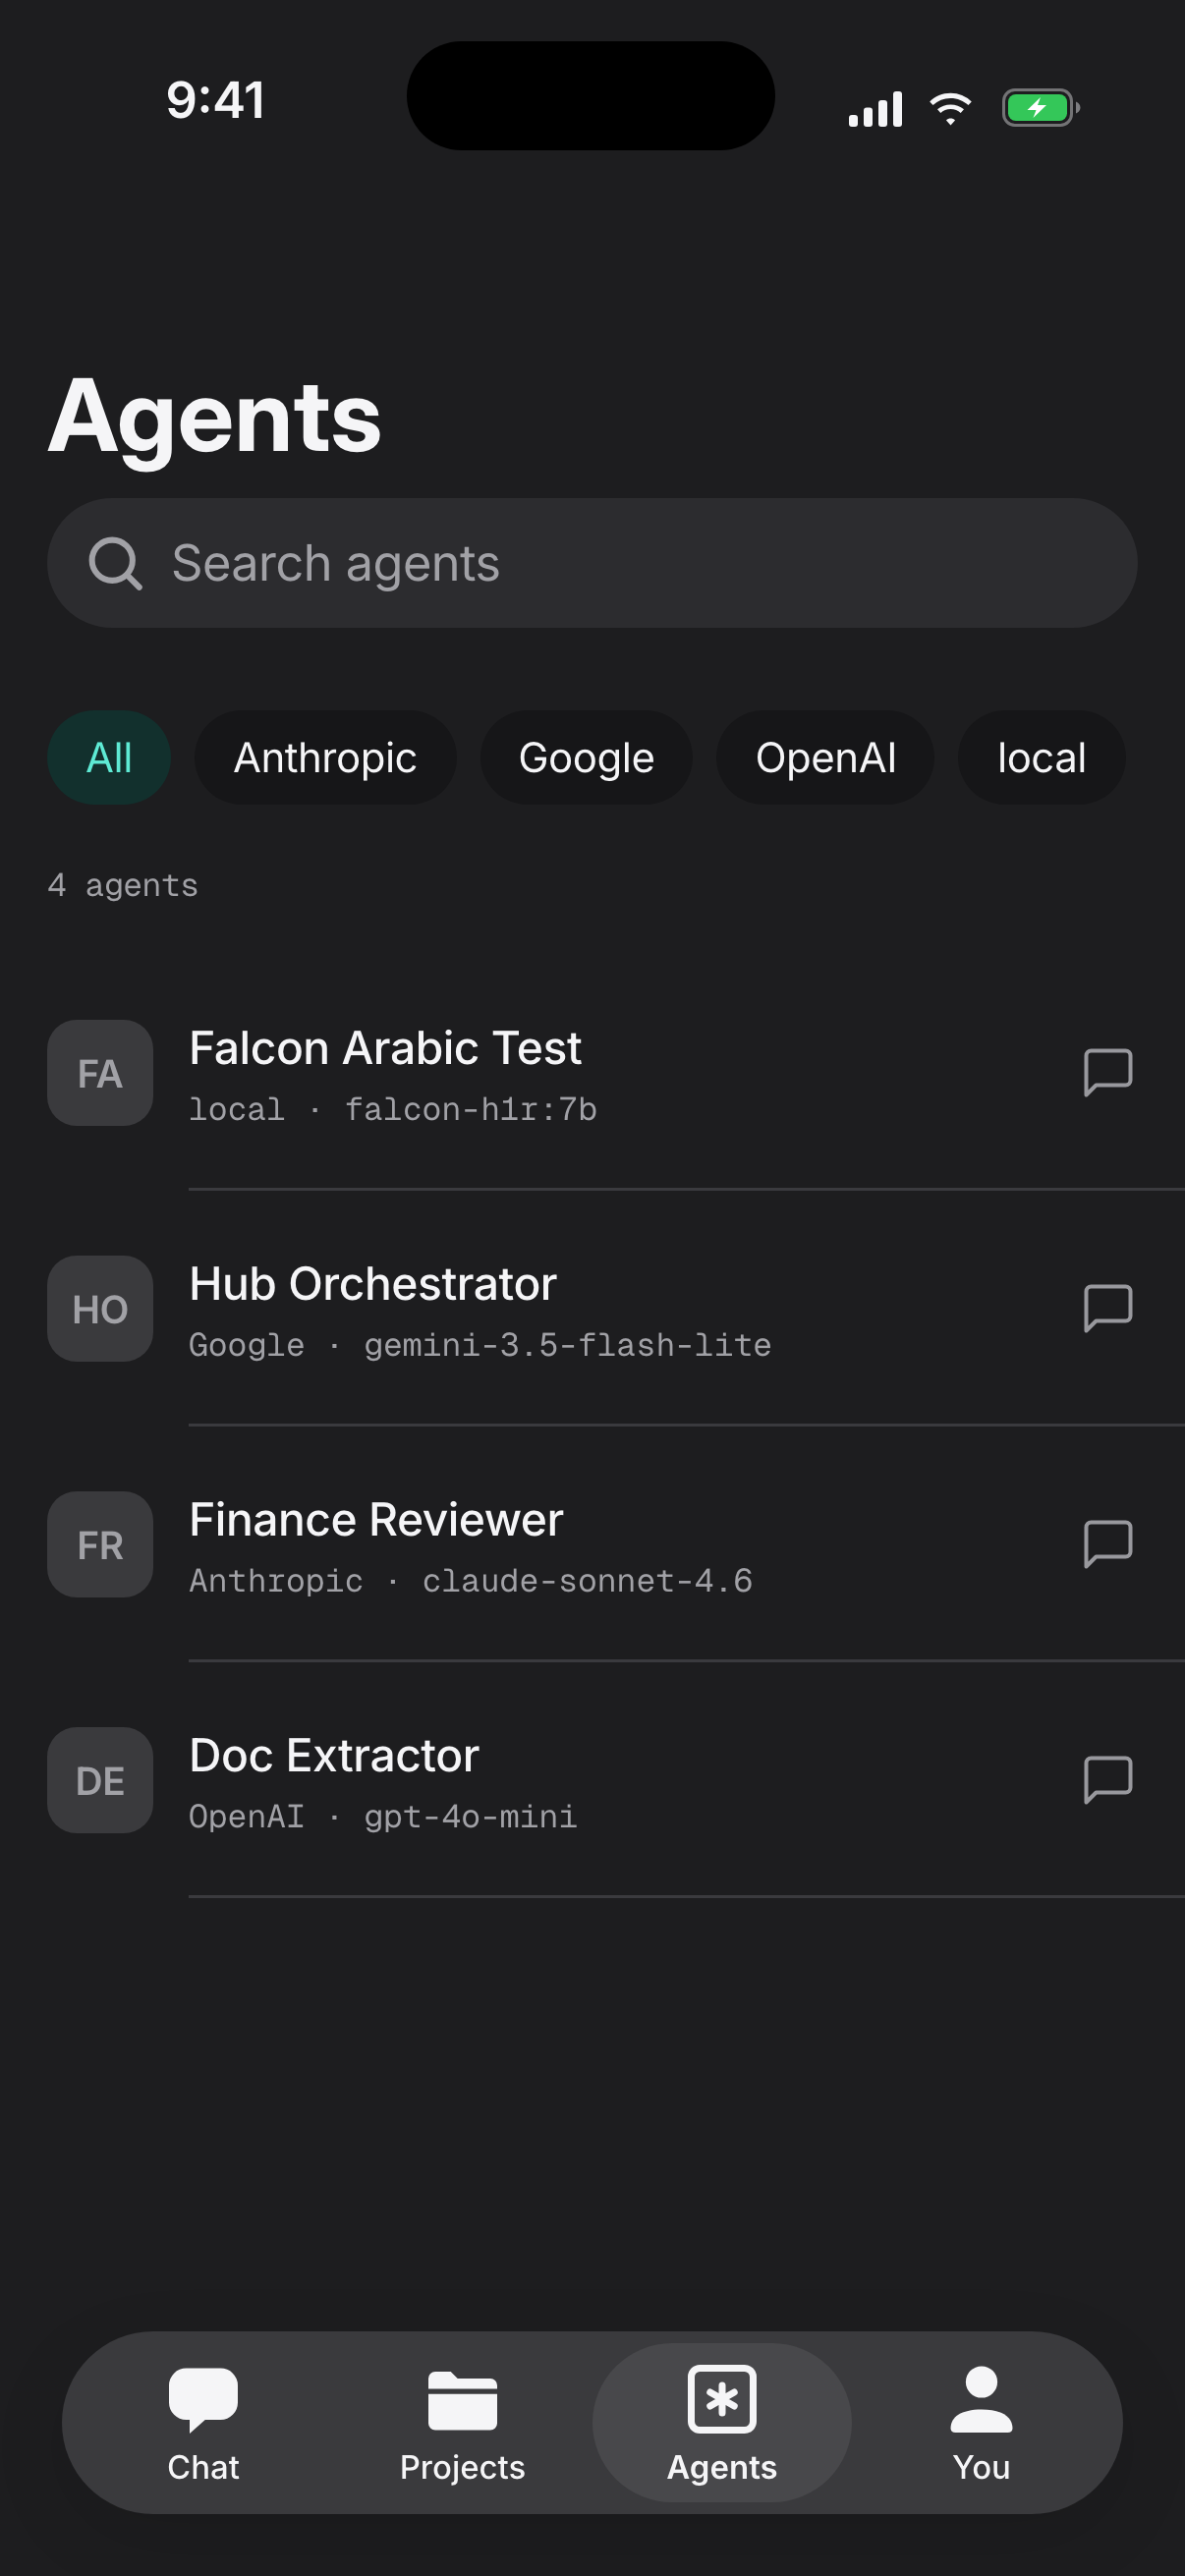 9:41
Agents
Search agents
All Anthropic Google OpenAI local
4 agents
FA
Falcon Arabic Test
local · falcon-h1r:7b
HO
Hub Orchestrator
Google · gemini-3.5-flash-lite
FR
Finance Reviewer
Anthropic · claude-sonnet-4.6
DE
Doc Extractor
OpenAI · gpt-4o-mini
Chat Projects Agents You